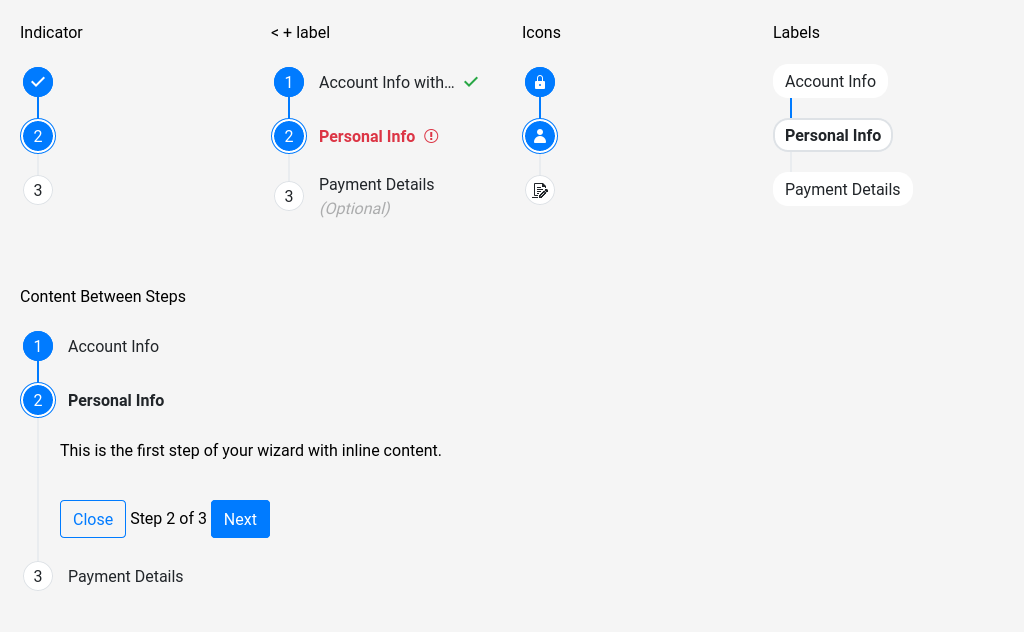 Indicator
2
3
< + label
1 Account Info with…
2 Personal Info
3 Payment Details
(Optional)
Icons
Labels
Account Info
Personal Info
Payment Details
Content Between Steps
1 Account Info
2 Personal Info
This is the first step of your wizard with inline content.
Close Step 2 of 3 Next
3 Payment Details